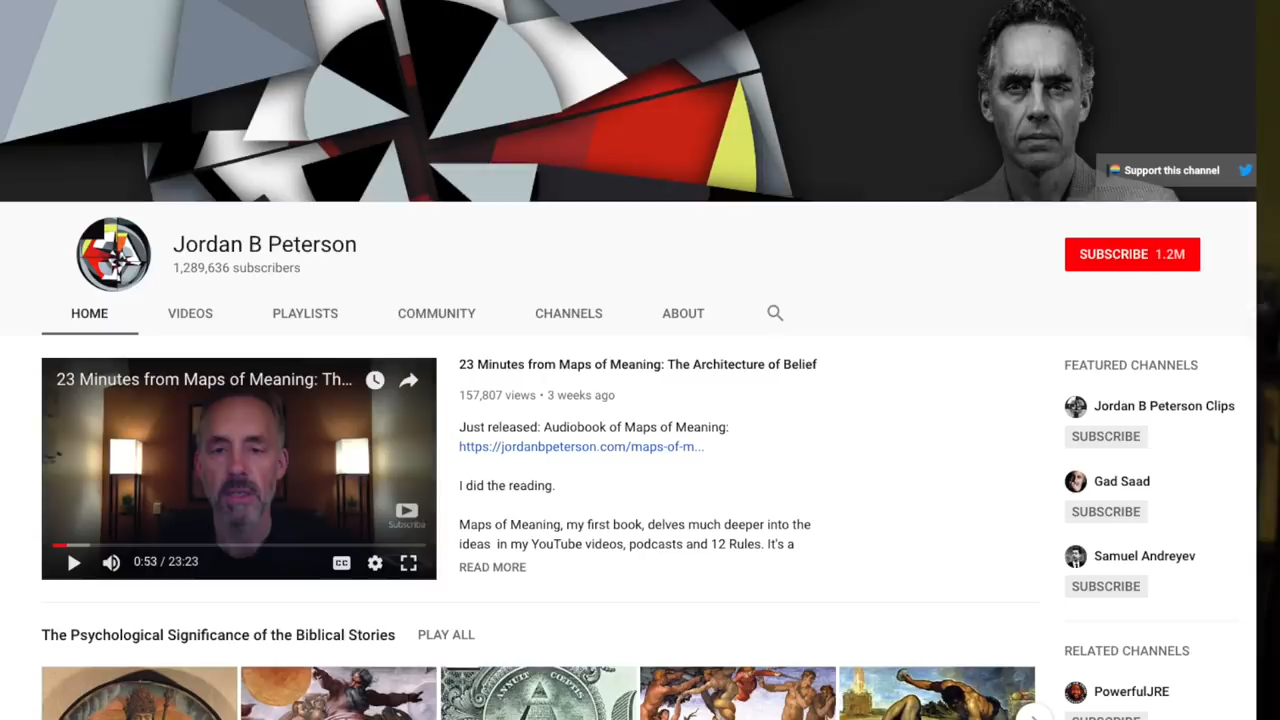 Support this channel
Jordan B Peterson
1,289,636 subscribers
SUBSCRIBE 1.2M
HOME VIDEOS PLAYLISTS COMMUNITY CHANNELS ABOUT
23 Minutes from Maps of Meaning: Th...
Subscribe
0:53 / 23:23
CC
23 Minutes from Maps of Meaning: The Architecture of Belief
157,807 views • 3 weeks ago
Just released: Audiobook of Maps of Meaning:
https://jordanbpeterson.com/maps-of-m...
I did the reading.
Maps of Meaning, my first book, delves much deeper into the
ideas in my YouTube videos, podcasts and 12 Rules. It's a
READ MORE
FEATURED CHANNELS
Jordan B Peterson Clips
SUBSCRIBE
Gad Saad
SUBSCRIBE
Samuel Andreyev
SUBSCRIBE
RELATED CHANNELS
PowerfulJRE
SUBSCRIBE
The Psychological Significance of the Biblical Stories PLAY ALL
ANNUIT CŒPTIS